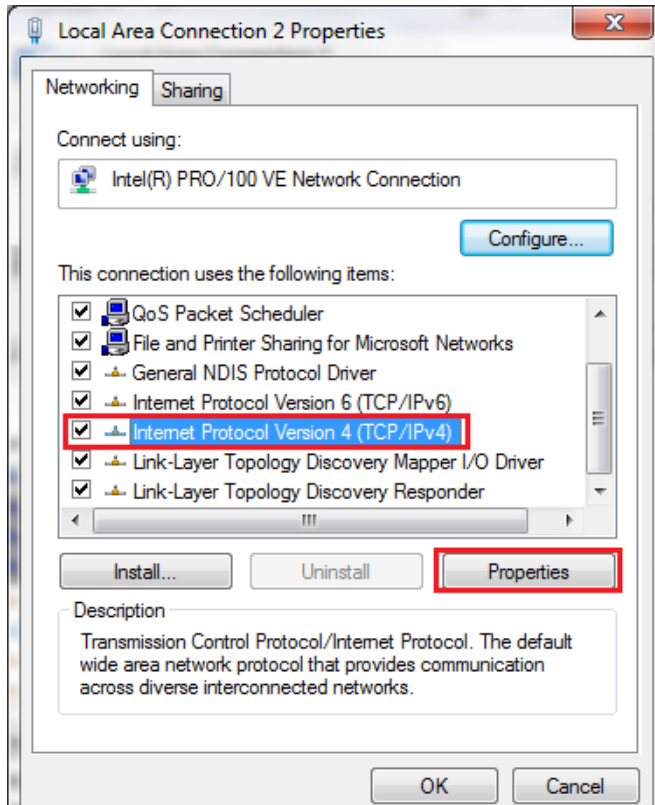 Local Area Connection 2 Properties
Networking
Sharing
Connect using:
Intel(R) PRO/100 VE Network Connection
Configure...
This connection uses the following items:
QoS Packet Scheduler
File and Printer Sharing for Microsoft Networks
General NDIS Protocol Driver
Internet Protocol Version 6 (TCP/IPv6)
Internet Protocol Version 4 (TCP/IPv4)
Link-Layer Topology Discovery Mapper I/O Driver
Link-Layer Topology Discovery Responder
Install...
Uninstall
Properties
Description
Transmission Control Protocol/Internet Protocol. The default
wide area network protocol that provides communication
across diverse interconnected networks.
OK
Cancel